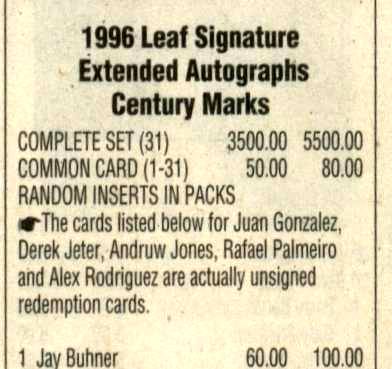 1996 Leaf Signature
Extended Autographs
Century Marks
COMPLETE SET (31) 3500.00 5500.00
COMMON CARD (1-31) 50.00 80.00
RANDOM INSERTS IN PACKS
☛The cards listed below for Juan Gonzalez,
Derek Jeter, Andruw Jones, Rafael Palmeiro
and Alex Rodriguez are actually unsigned
redemption cards.
1 Jay Buhner 60.00 100.00